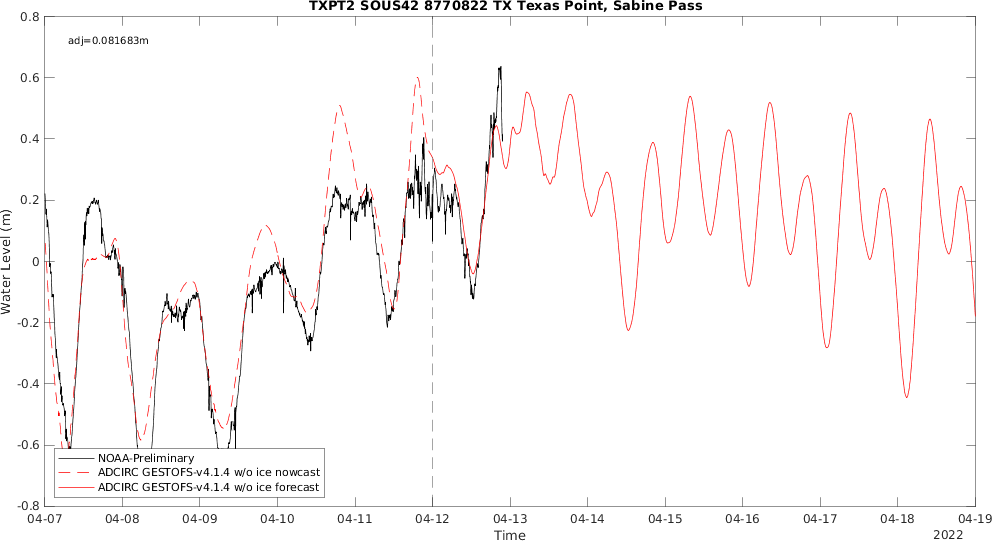 TXPT2 SOUS42 8770822 TX Texas Point, Sabine Pass
adj=0.081683m
0.8
0.6
0.4
0.2
0
-0.2
-0.4
-0.6
-0.8
Water Level (m)
NOAA-Preliminary
ADCIRC GESTOFS-v4.1.4 w/o ice nowcast
ADCIRC GESTOFS-v4.1.4 w/o ice forecast
04-07 04-08 04-09 04-10 04-11 04-12 04-13 04-14 04-15 04-16 04-17 04-18 04-19
Time
2022